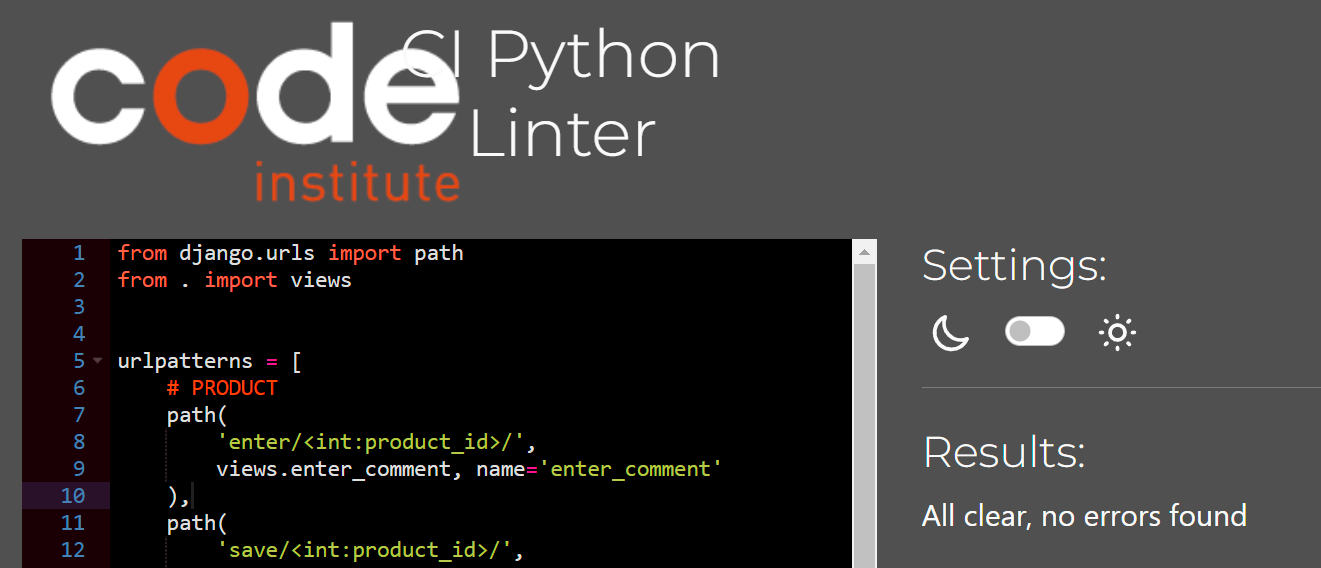 code
institute
CI Python
Linter
1 from django.urls import path
2 from . import views
3
4
5 urlpatterns = [
6     # PRODUCT
7     path(
8         'enter/<int:product_id>/',
9         views.enter_comment, name='enter_comment'
10     ),
11     path(
12         'save/<int:product_id>/',
Settings:
Results:
All clear, no errors found